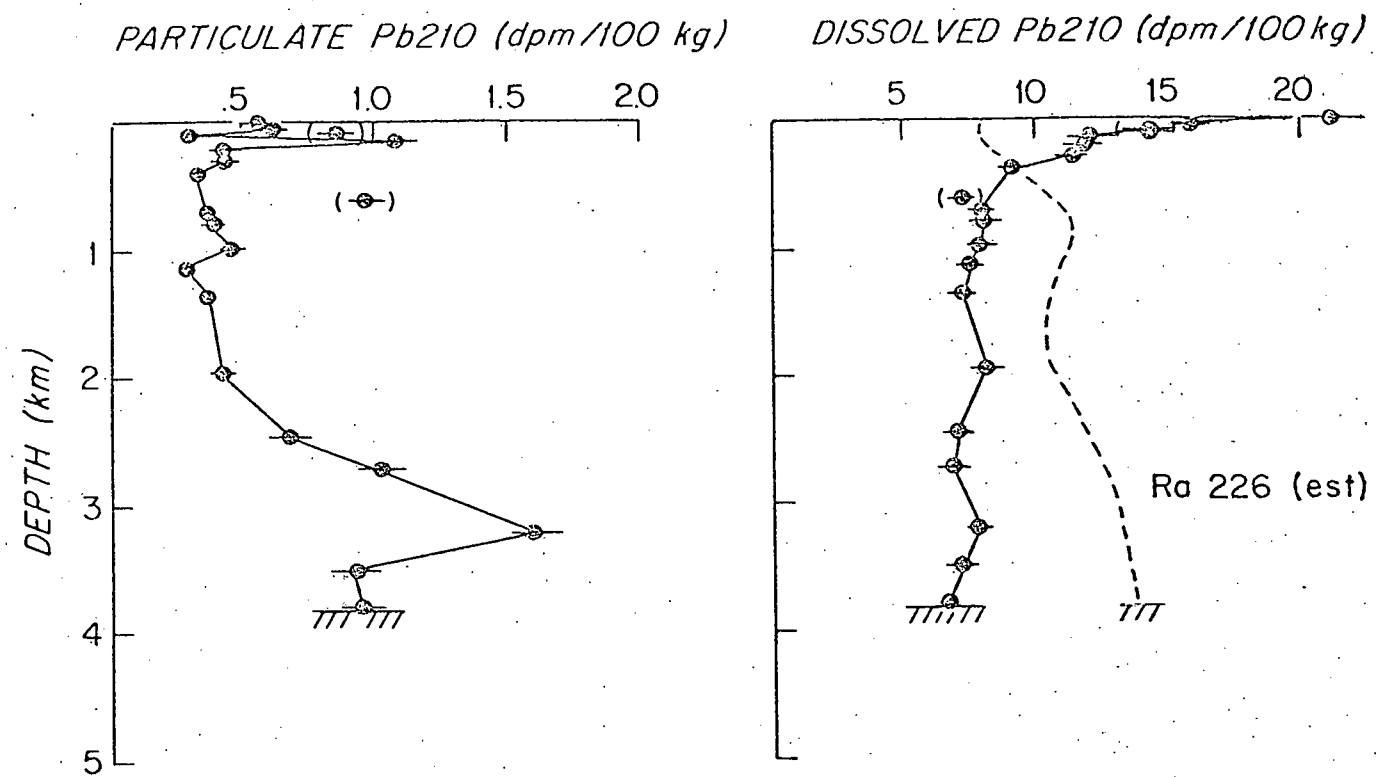 PARTICULATE Pb210 (dpm/100 kg)
.5 1.0 1.5 2.0
DEPTH (km)
1
2
3
4
5
DISSOLVED Pb210 (dpm/100 kg)
5 10 15 20
Ra 226 (est)